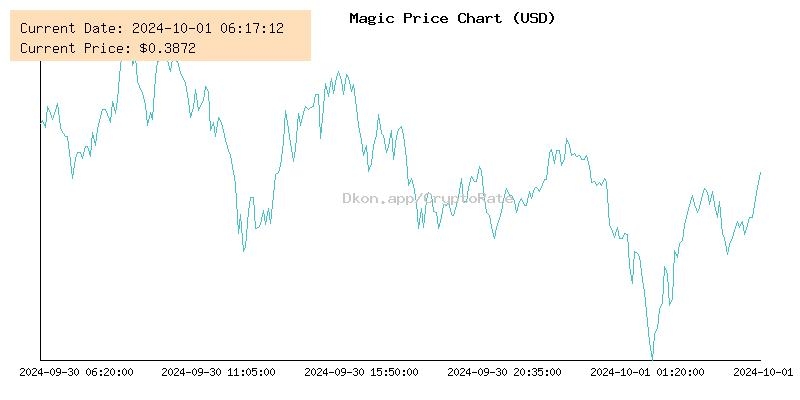 Magic Price Chart (USD)
Current Date: 2024-10-01 06:17:12
Current Price: $0.3872
Dkon.app/CryptoRate
2024-09-30 06:20:00 2024-09-30 11:05:00 2024-09-30 15:50:00 2024-09-30 20:35:00 2024-10-01 01:20:00 2024-10-01